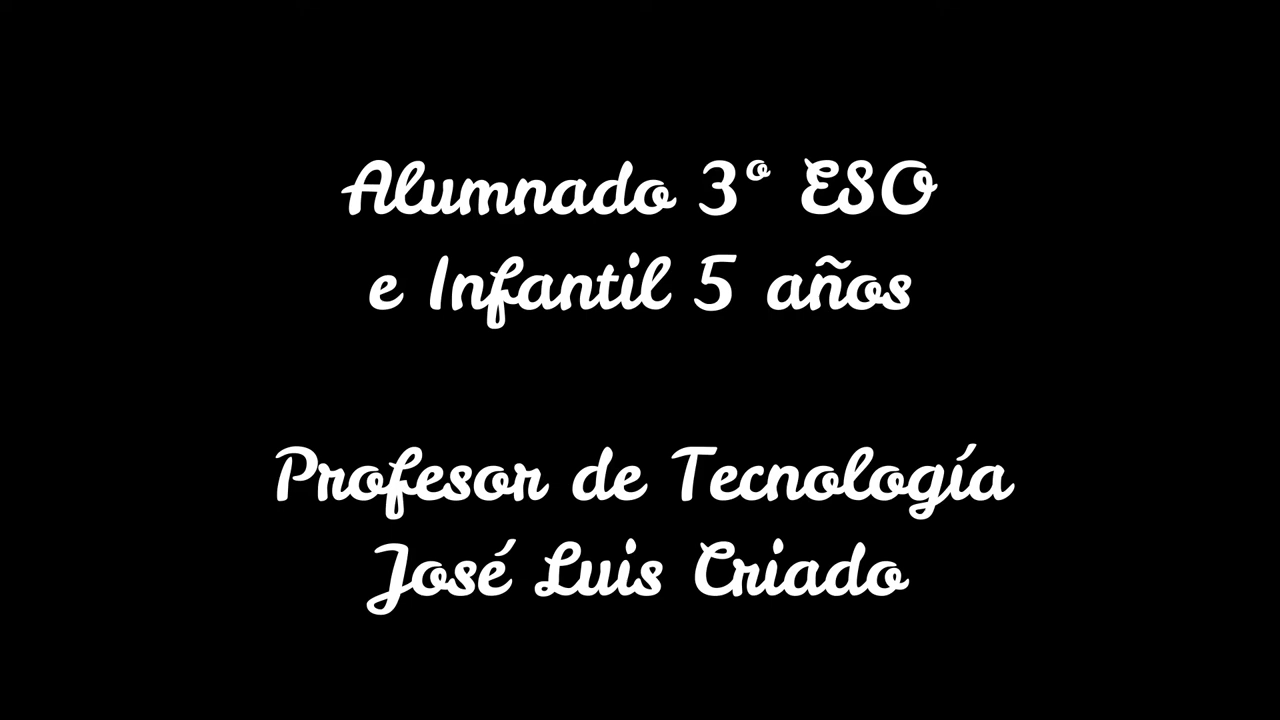 Alumnado 3º ESO
e Infantil 5 años
Profesor de Tecnología
José Luis Criado